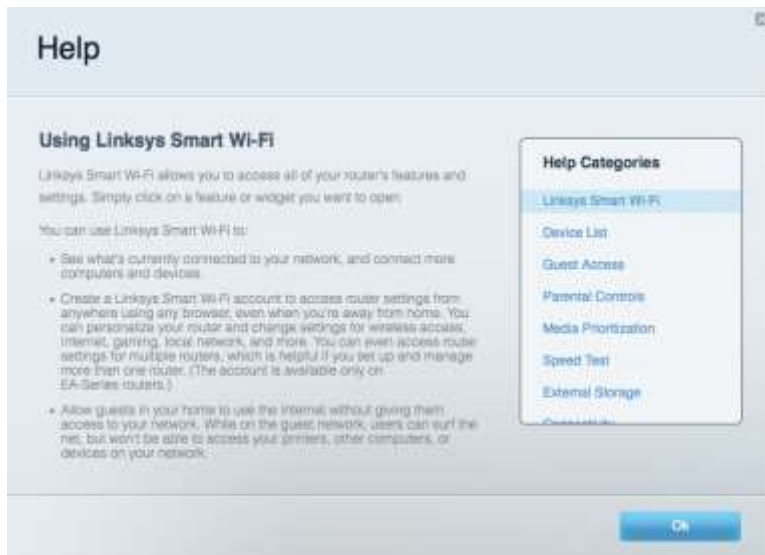 Help
Using Linksys Smart Wi-Fi
Linksys Smart Wi-Fi allows you to access all of your router's features and
settings. Simply click on a feature or widget you want to open.
You can use Linksys Smart Wi-Fi to:
• See what's currently connected to your network, and connect more
computers and devices.
• Create a Linksys Smart Wi-Fi account to access router settings from
anywhere using any browser, even when you're away from home. You
can personalize your router and change settings for wireless access,
Internet, gaming, local network, and more. You can even access router
settings for multiple routers, which is helpful if you set up and manage
more than one router. (The account is available only on
EA-Series routers.)
• Allow guests in your home to use the Internet without giving them
access to your network. While on the guest network, users can surf the
net, but won't be able to access your printers, other computers, or
devices on your network.
Help Categories
Linksys Smart Wi-Fi
Device List
Guest Access
Parental Controls
Media Prioritization
Speed Test
External Storage
Connectivity
Ok